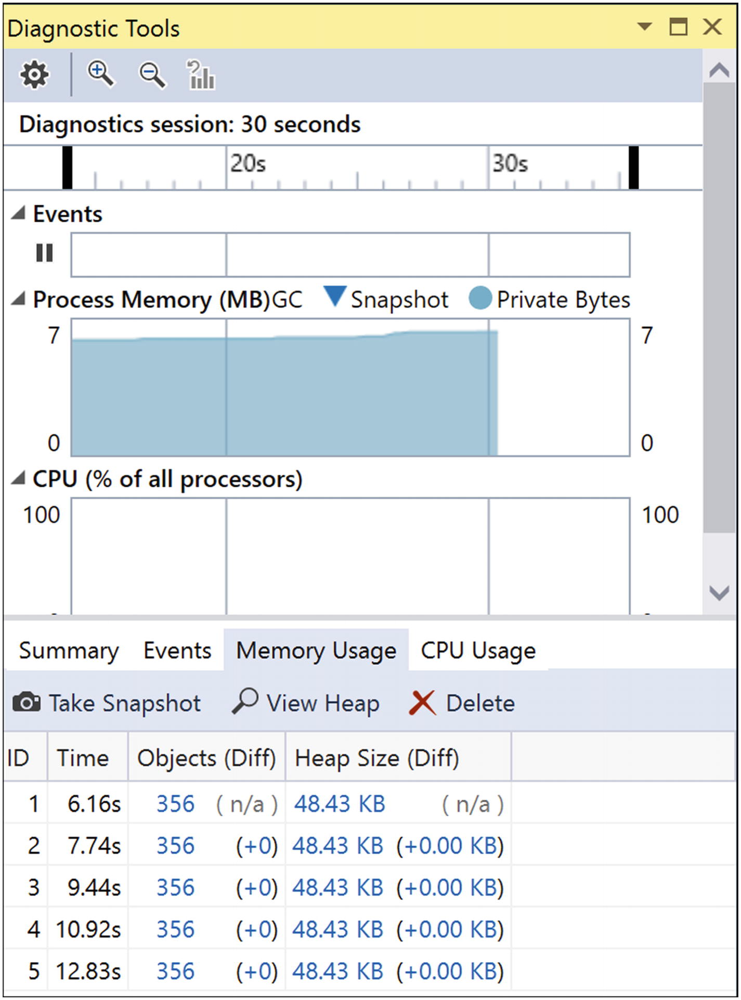 Diagnostic Tools
Diagnostics session: 30 seconds
20s 30s
Events
Process Memory (MB)GC Snapshot Private Bytes
7 7
0 0
CPU (% of all processors)
100 100
Summary Events Memory Usage CPU Usage
Take Snapshot View Heap Delete
ID Time Objects (Diff) Heap Size (Diff)
1 6.16s 356 ( n/a ) 48.43 KB ( n/a )
2 7.74s 356 (+0) 48.43 KB (+0.00 KB)
3 9.44s 356 (+0) 48.43 KB (+0.00 KB)
4 10.92s 356 (+0) 48.43 KB (+0.00 KB)
5 12.83s 356 (+0) 48.43 KB (+0.00 KB)